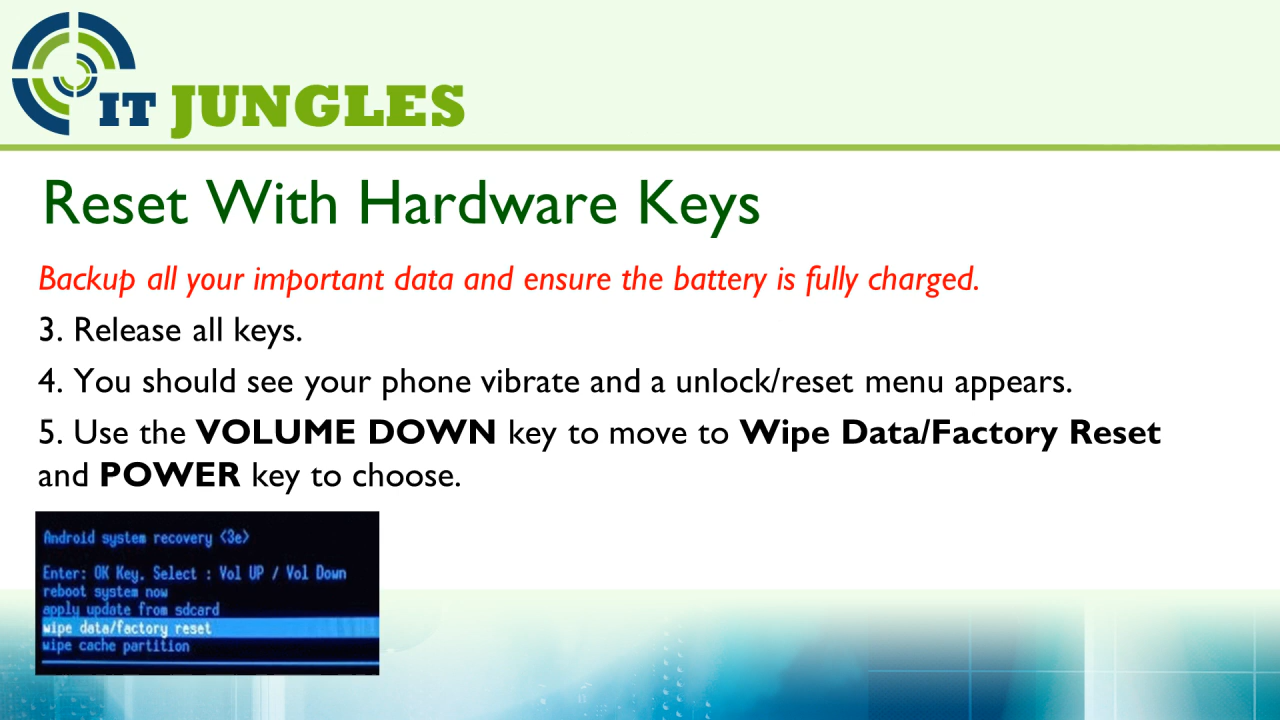 IT JUNGLES
Reset With Hardware Keys
Backup all your important data and ensure the battery is fully charged.
3. Release all keys.
4. You should see your phone vibrate and a unlock/reset menu appears.
5. Use the VOLUME DOWN key to move to Wipe Data/Factory Reset
and POWER key to choose.
Android system recovery <3e>
Enter: OK Key, Select : Vol UP / Vol Down
reboot system now
apply update from sdcard
wipe data/factory reset
wipe cache partition